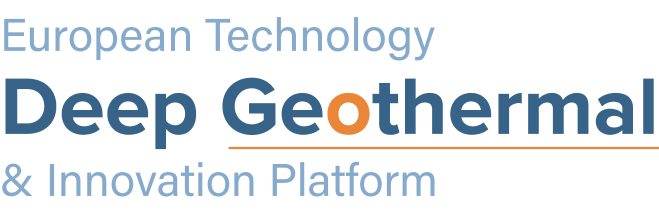 European Technology
Deep Geothermal
& Innovation Platform